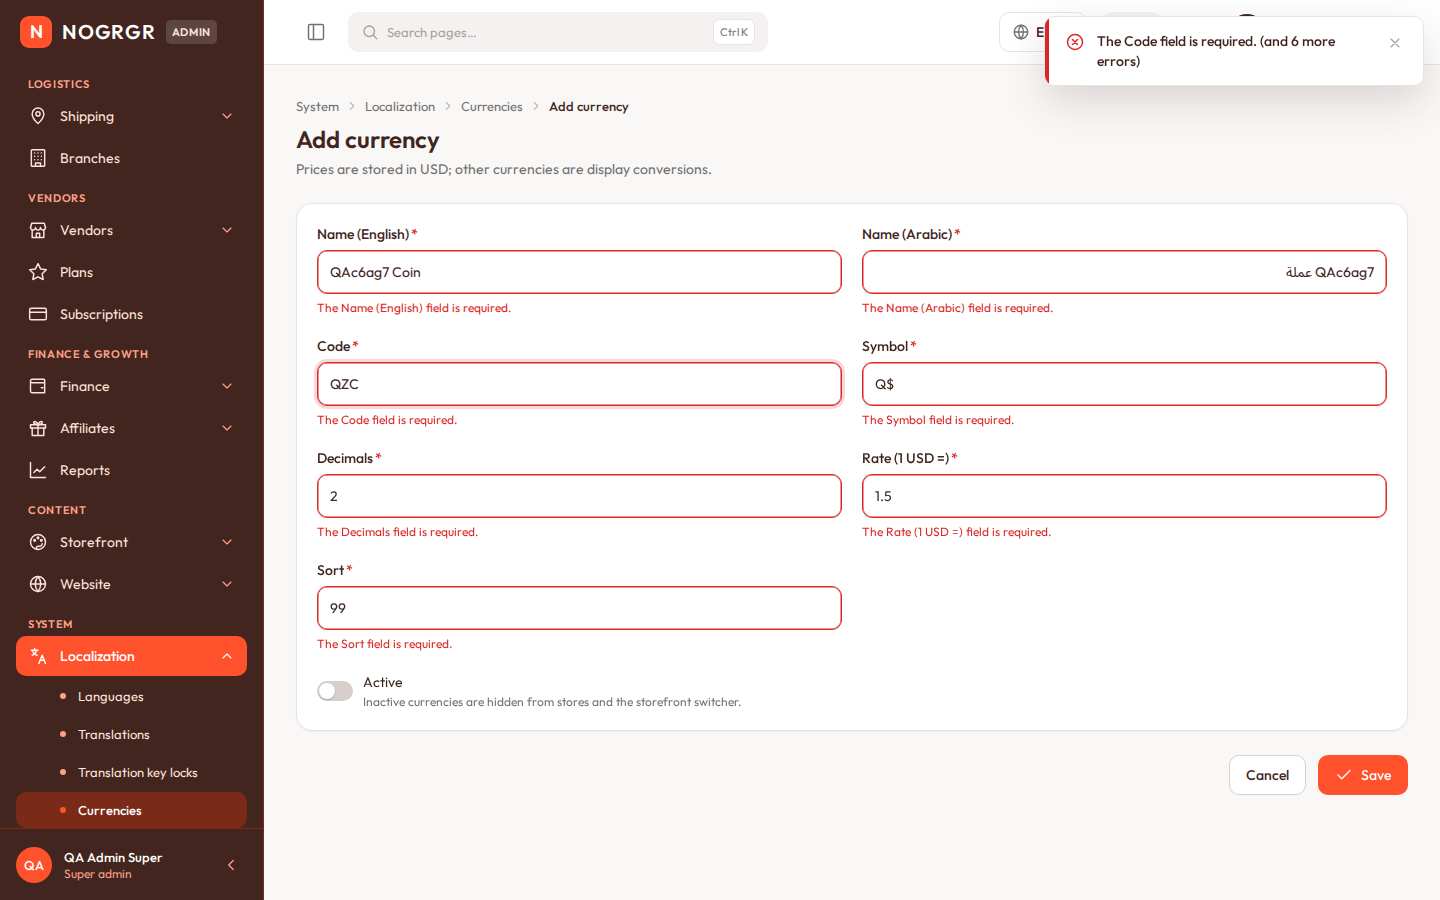 N NOGRGR ADMIN
LOGISTICS
Shipping
Branches
VENDORS
Vendors
Plans
Subscriptions
FINANCE & GROWTH
Finance
Affiliates
Reports
CONTENT
Storefront
Website
SYSTEM
Localization
Languages
Translations
Translation key locks
Currencies
QA QA Admin Super
Super admin
Search pages... Ctrl K
The Code field is required. (and 6 more
errors)
System > Localization > Currencies > Add currency
Add currency
Prices are stored in USD; other currencies are display conversions.
Name (English) *
QAc6ag7 Coin
The Name (English) field is required.
Name (Arabic) *
QAc6ag7 عملة
The Name (Arabic) field is required.
Code *
QZC
The Code field is required.
Symbol *
Q$
The Symbol field is required.
Decimals *
2
The Decimals field is required.
Rate (1 USD =) *
1.5
The Rate (1 USD =) field is required.
Sort *
99
The Sort field is required.
Active
Inactive currencies are hidden from stores and the storefront switcher.
Cancel
Save